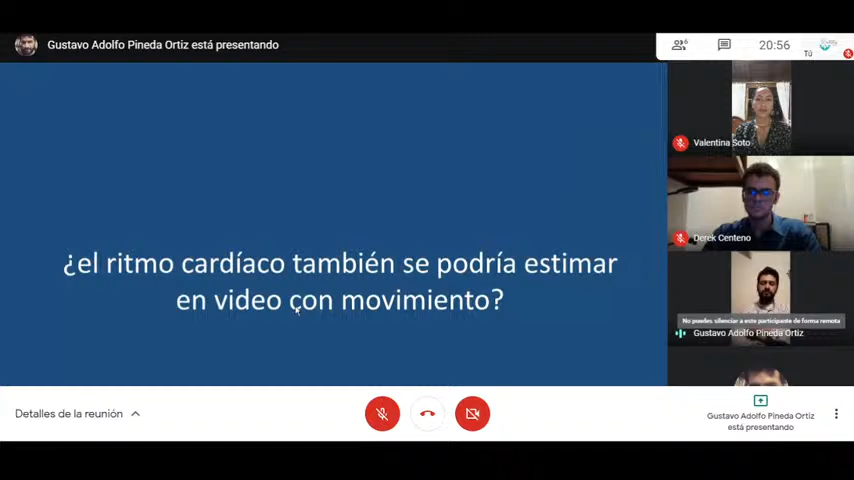 Gustavo Adolfo Pineda Ortiz está presentando
6
20:56
Tú
Valentina Soto
¿el ritmo cardíaco también se podría estimar
en video con movimiento?
Derek Centeno
No puedes silenciar a este participante de forma remota
Gustavo Adolfo Pineda Ortiz
Detalles de la reunión
Gustavo Adolfo Pineda Ortiz
está presentando